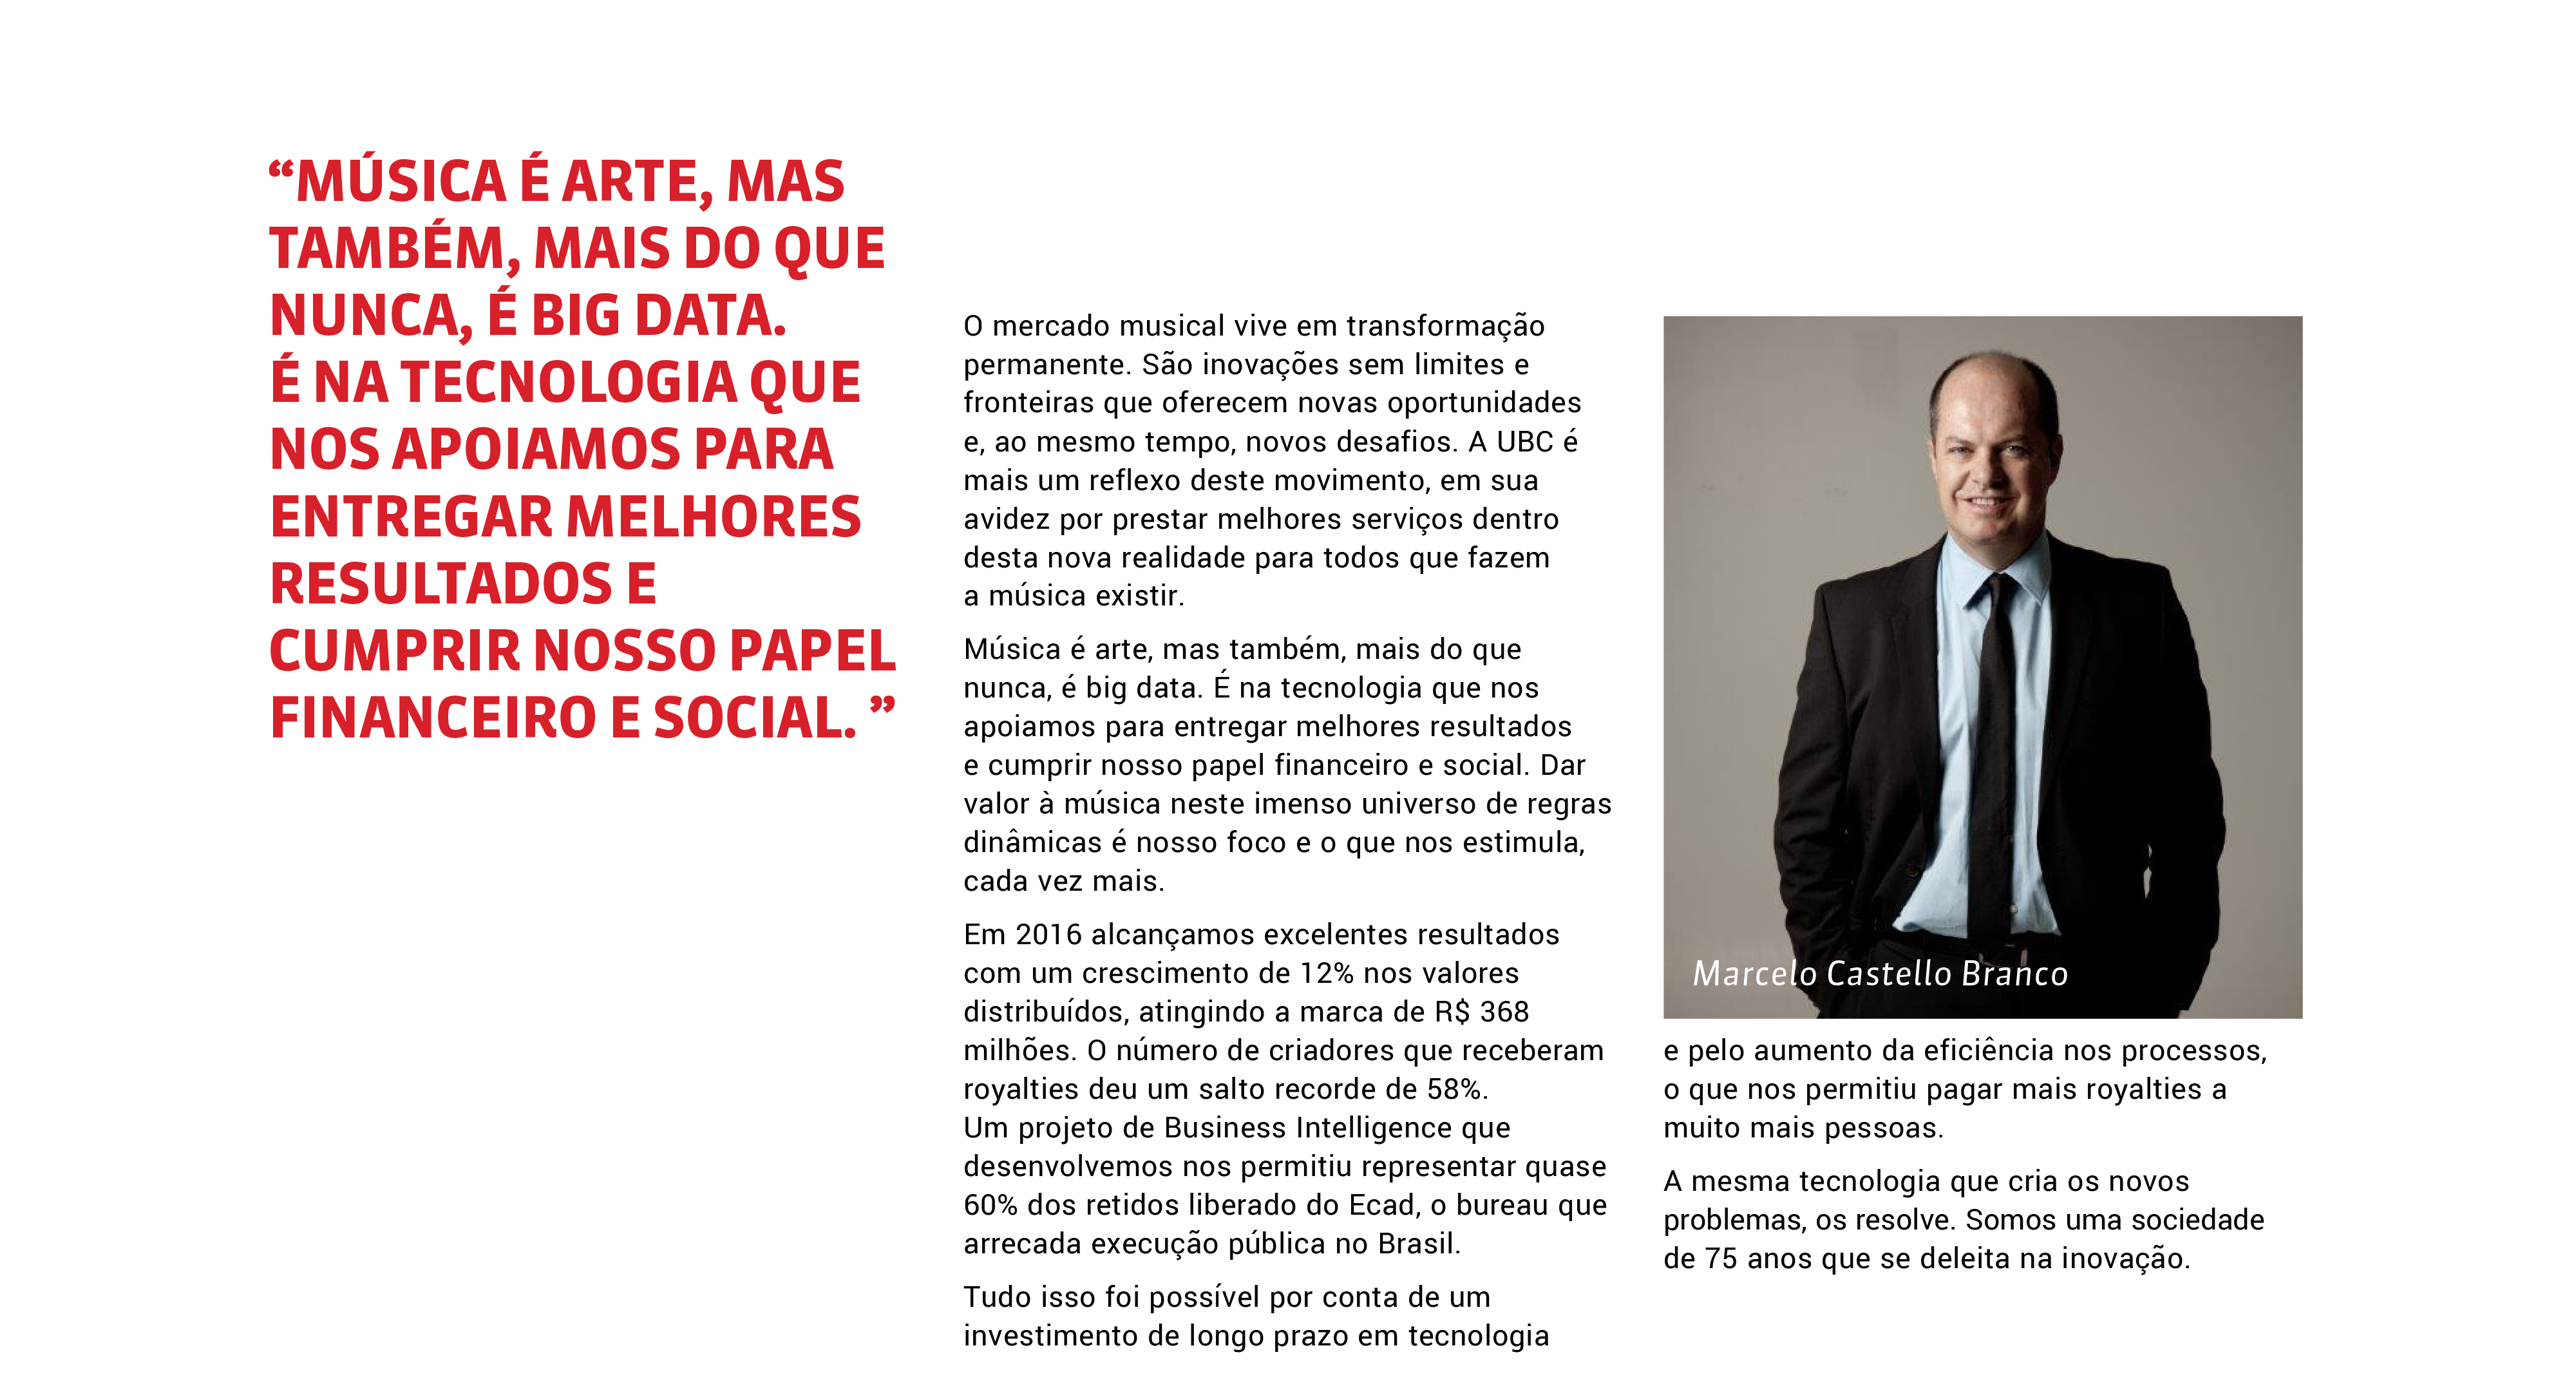 “MÚSICA É ARTE, MAS
TAMBÉM, MAIS DO QUE
NUNCA, É BIG DATA.
É NA TECNOLOGIA QUE
NOS APOIAMOS PARA
ENTREGAR MELHORES
RESULTADOS E
CUMPRIR NOSSO PAPEL
FINANCEIRO E SOCIAL. ”
O mercado musical vive em transformação
permanente. São inovações sem limites e
fronteiras que oferecem novas oportunidades
e, ao mesmo tempo, novos desafios. A UBC é
mais um reflexo deste movimento, em sua
avidez por prestar melhores serviços dentro
desta nova realidade para todos que fazem
a música existir.
Música é arte, mas também, mais do que
nunca, é big data. É na tecnologia que nos
apoiamos para entregar melhores resultados
e cumprir nosso papel financeiro e social. Dar
valor à música neste imenso universo de regras
dinâmicas é nosso foco e o que nos estimula,
cada vez mais.
Em 2016 alcançamos excelentes resultados
com um crescimento de 12% nos valores
distribuídos, atingindo a marca de R$ 368
milhões. O número de criadores que receberam
royalties deu um salto recorde de 58%.
Um projeto de Business Intelligence que
desenvolvemos nos permitiu representar quase
60% dos retidos liberado do Ecad, o bureau que
arrecada execução pública no Brasil.
Tudo isso foi possível por conta de um
investimento de longo prazo em tecnologia
Marcelo Castello Branco
e pelo aumento da eficiência nos processos,
o que nos permitiu pagar mais royalties a
muito mais pessoas.
A mesma tecnologia que cria os novos
problemas, os resolve. Somos uma sociedade
de 75 anos que se deleita na inovação.